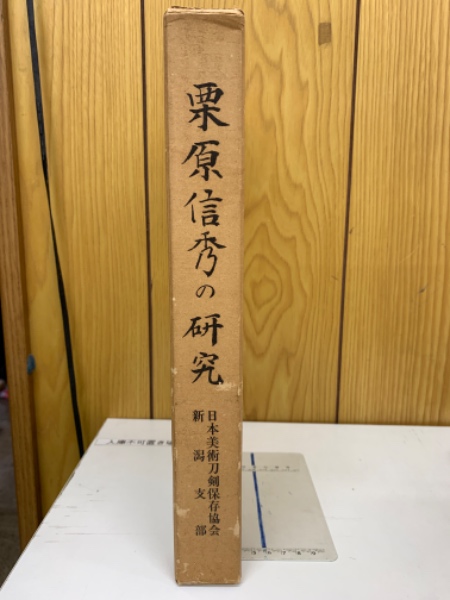 栗原信秀の研究
日本美術刀剣保存協会
新潟支部